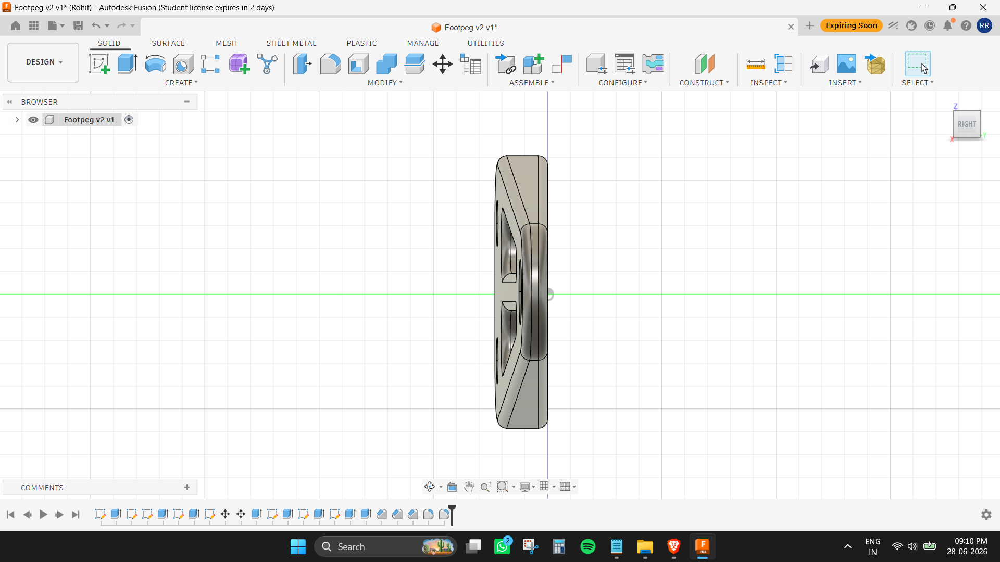 Footpeg v2 v1* (Rohit) - Autodesk Fusion (Student license expires in 2 days)
Footpeg v2 v1*
Expiring Soon
RR
DESIGN
SOLID SURFACE MESH SHEET METAL PLASTIC MANAGE UTILITIES
CREATE MODIFY ASSEMBLE CONFIGURE CONSTRUCT INSPECT INSERT SELECT
BROWSER
Footpeg v2 v1
Z
RIGHT
X
Y
COMMENTS
Search
2
F
FUS
ENG
IN
09:10 PM
28-06-2026